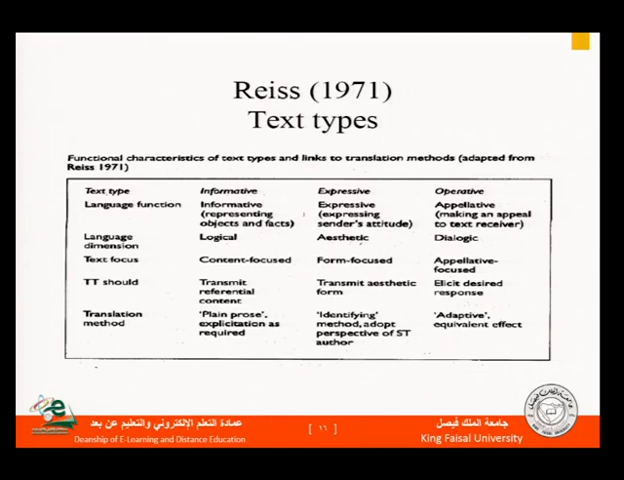 Reiss (1971)
Text types
Functional characteristics of text types and links to translation methods (adapted from
Reiss 1971)
Text type Informative Expressive Operative
Language function Informative Expressive Appellative
(representing (expressing (making an appeal
objects and facts) sender's attitude) to text receiver)
Language Logical Aesthetic Dialogic
dimension
Text focus Content-focused Form-focused Appellative-
focused
TT should Transmit Transmit aesthetic Elicit desired
referential form response
content
Translation 'Plain prose', 'Identifying' 'Adaptive',
method explicitation as method, adopt equivalent effect
required perspective of ST
author
عمادة التعلم الإلكتروني والتعليم عن بعد
Deanship of E-Learning and Distance Education
[ ١٦ ]
جامعة الملك فيصل
King Faisal University